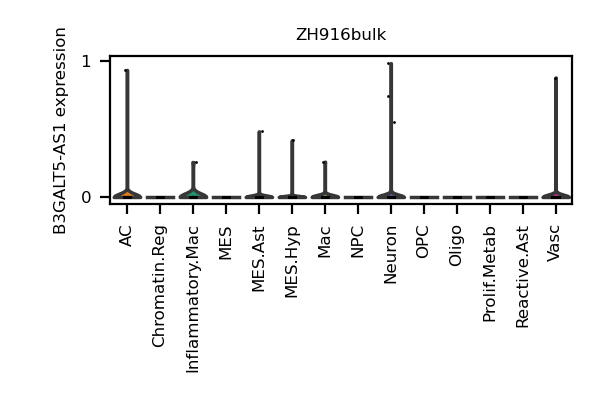 ZH916bulk
B3GALT5-AS1 expression
1
0
AC
Chromatin.Reg
Inflammatory.Mac
MES
MES.Ast
MES.Hyp
Mac
NPC
Neuron
OPC
Oligo
Prolif.Metab
Reactive.Ast
Vasc